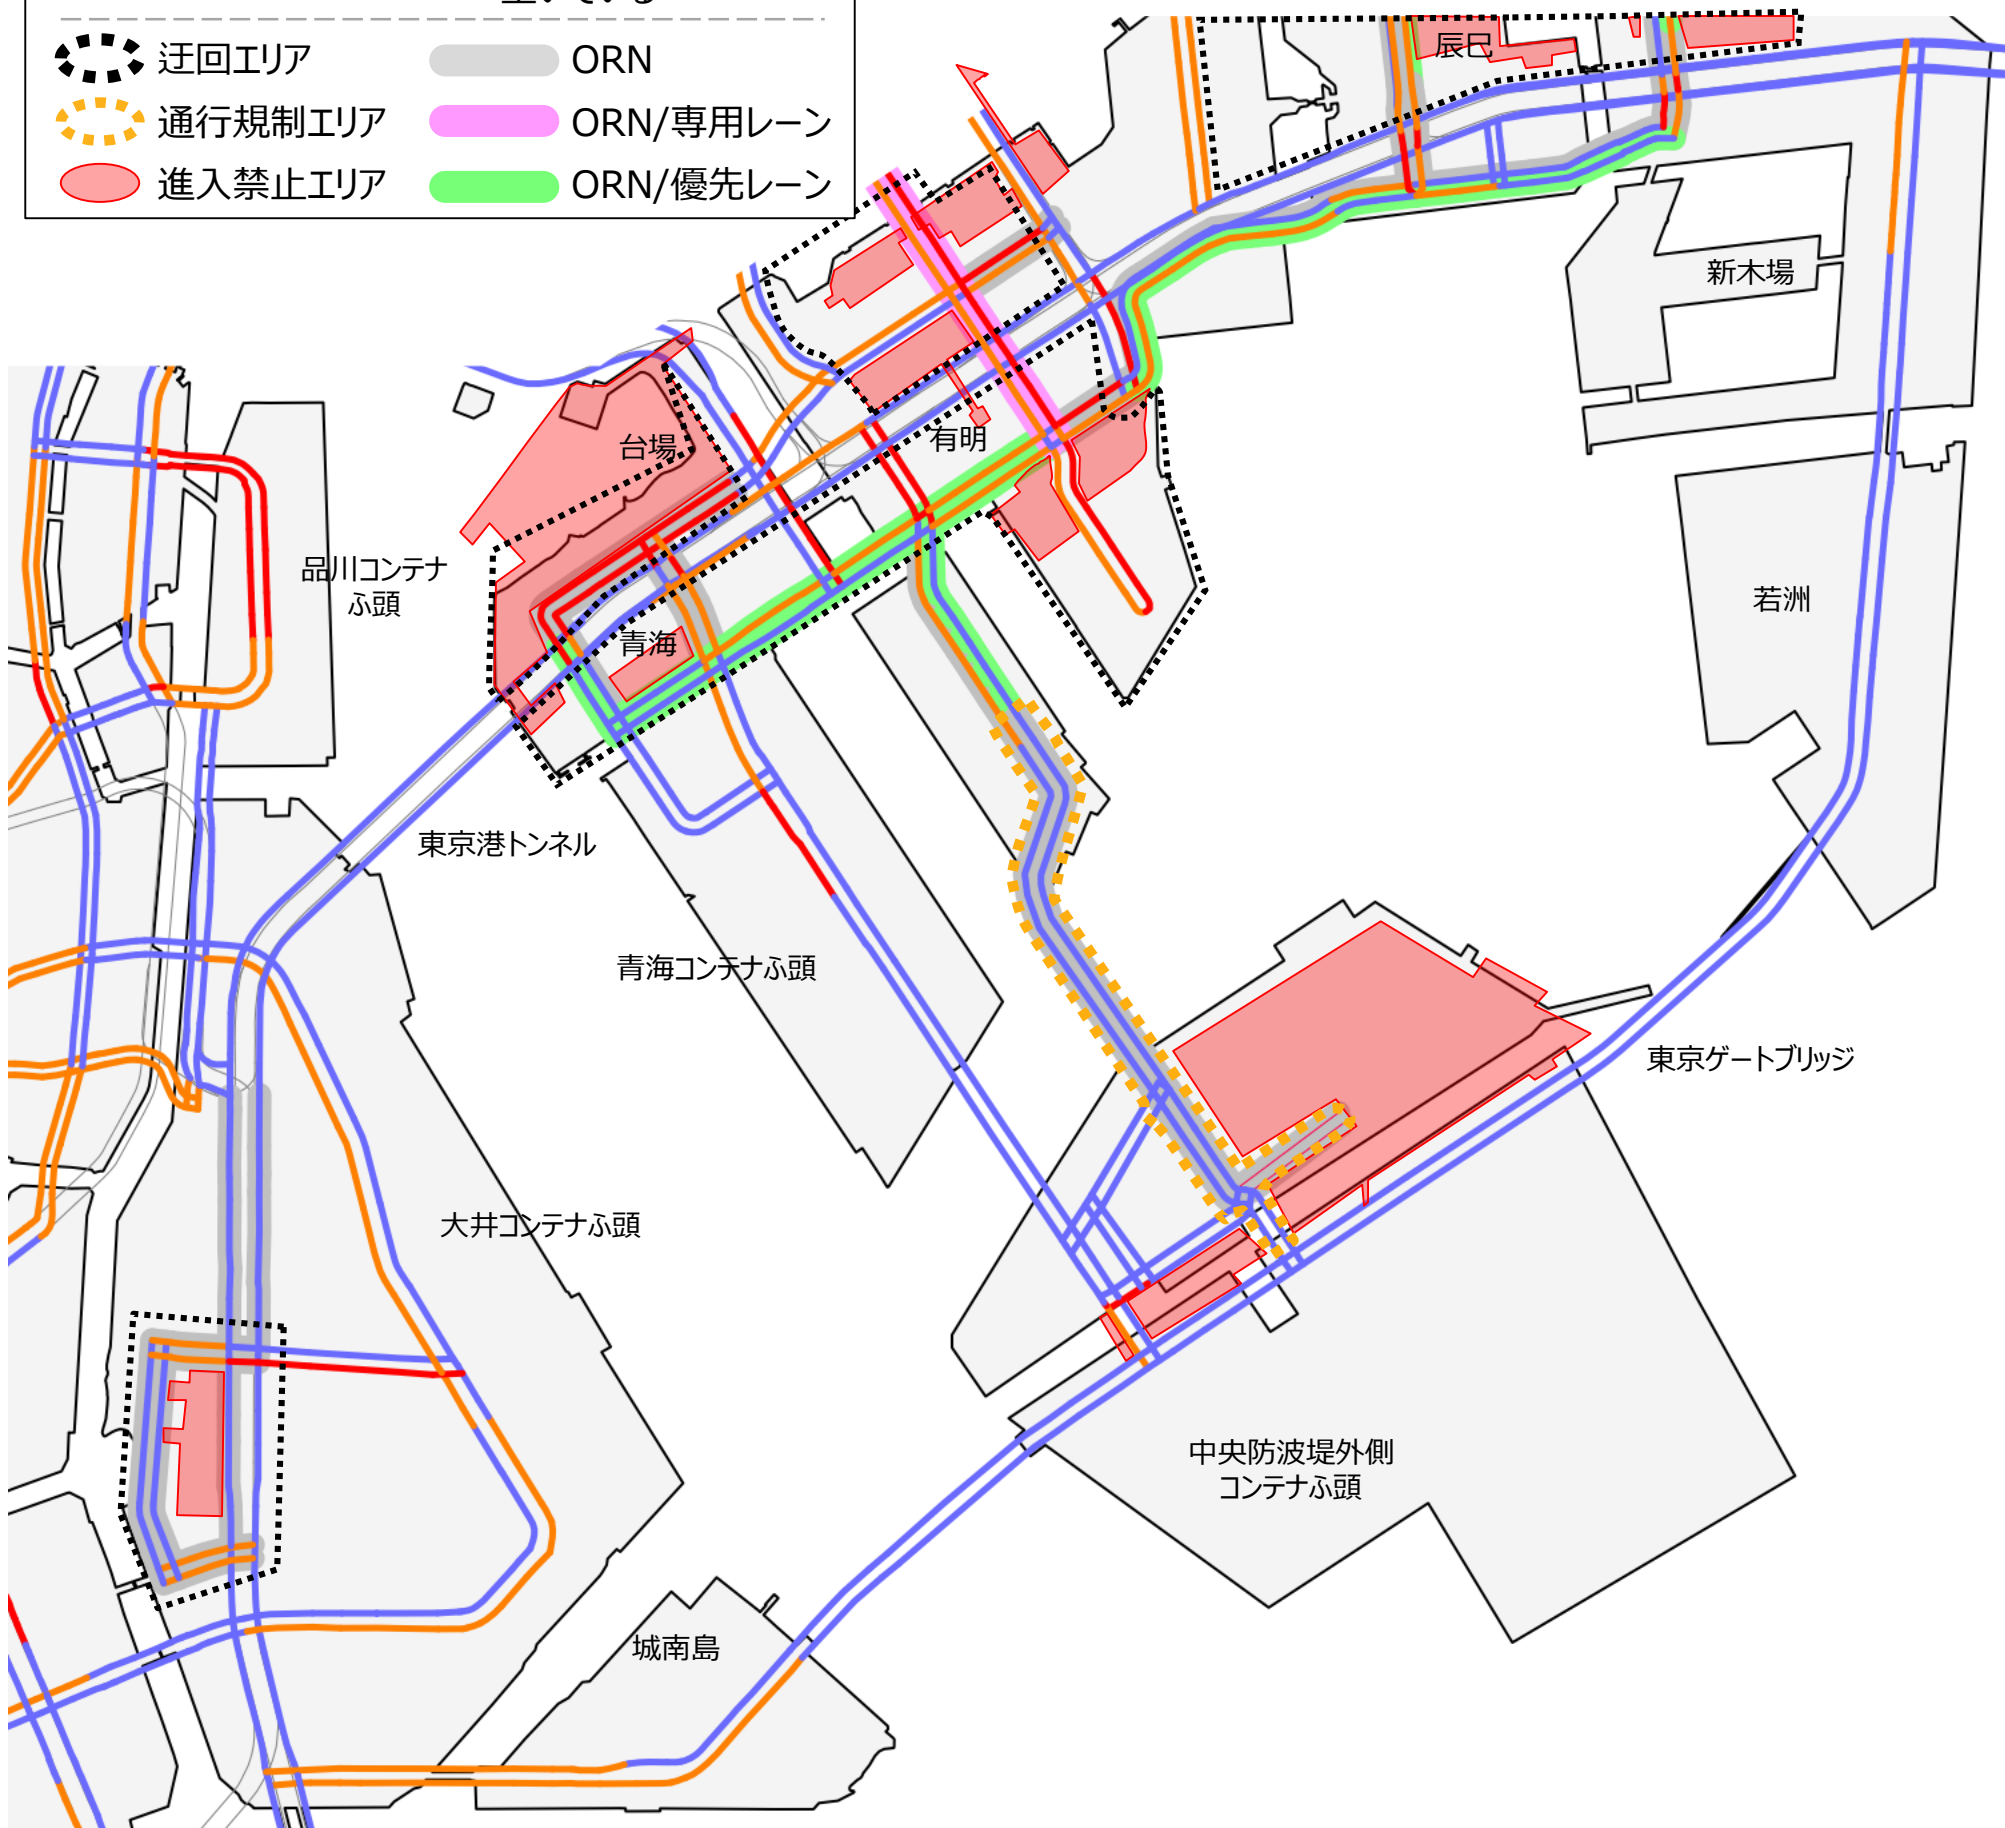 空いている
迂回エリア
ORN
通行規制エリア
ORN/専用レーン
進入禁止エリア
ORN/優先レーン
辰巳
新木場
台場
有明
品川コンテナ
ふ頭
若洲
青海
東京港トンネル
青海コンテナふ頭
東京ゲートブリッジ
大井コンテナふ頭
中央防波堤外側
コンテナふ頭
城南島